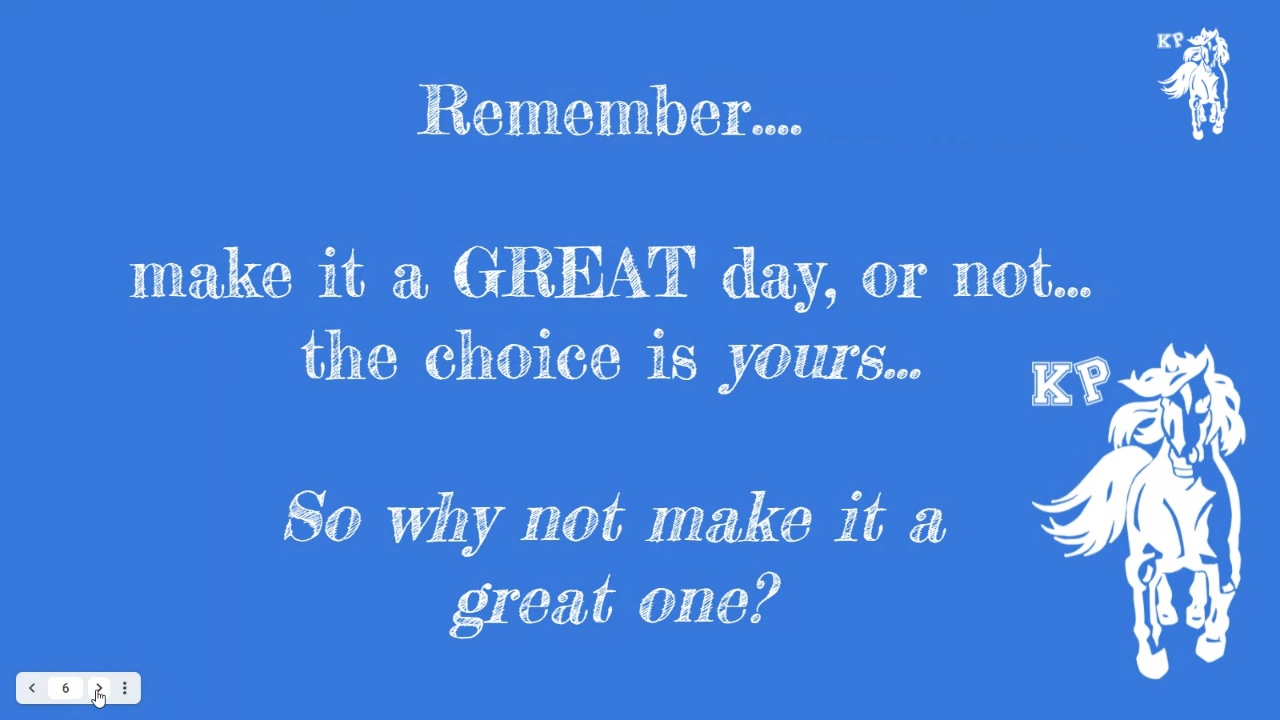 KP
Remember....
make it a GREAT day, or not...
the choice is yours...
KP
So why not make it a
great one?
6